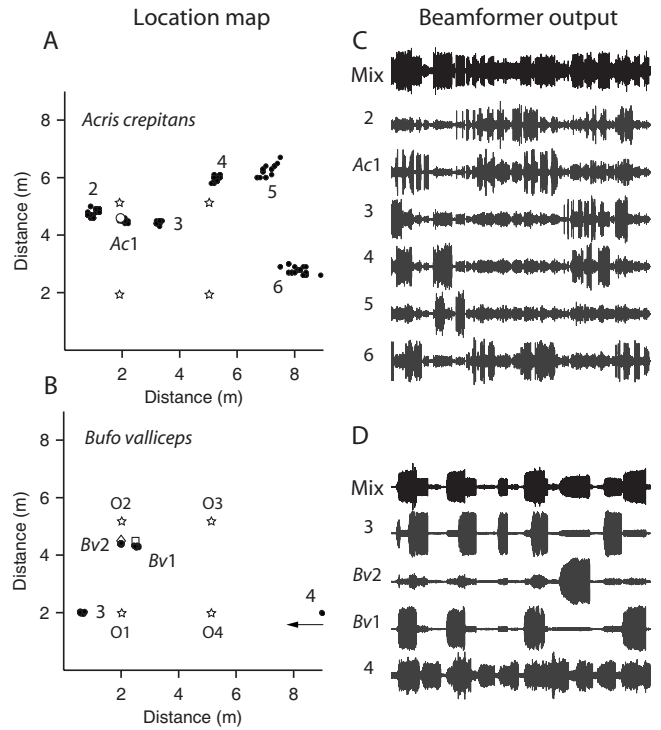 Location map
Beamformer output
A
Acris crepitans
8
6
4
2
Distance (m)
2
Ac1
3
4
5
6
2 4 6 8
Distance (m)
B
Bufo valliceps
8
6
4
2
Distance (m)
O2
O3
Bv2
Bv1
3
O1
O4
4
2 4 6 8
Distance (m)
C
Mix
2
Ac1
3
4
5
6
D
Mix
3
Bv2
Bv1
4